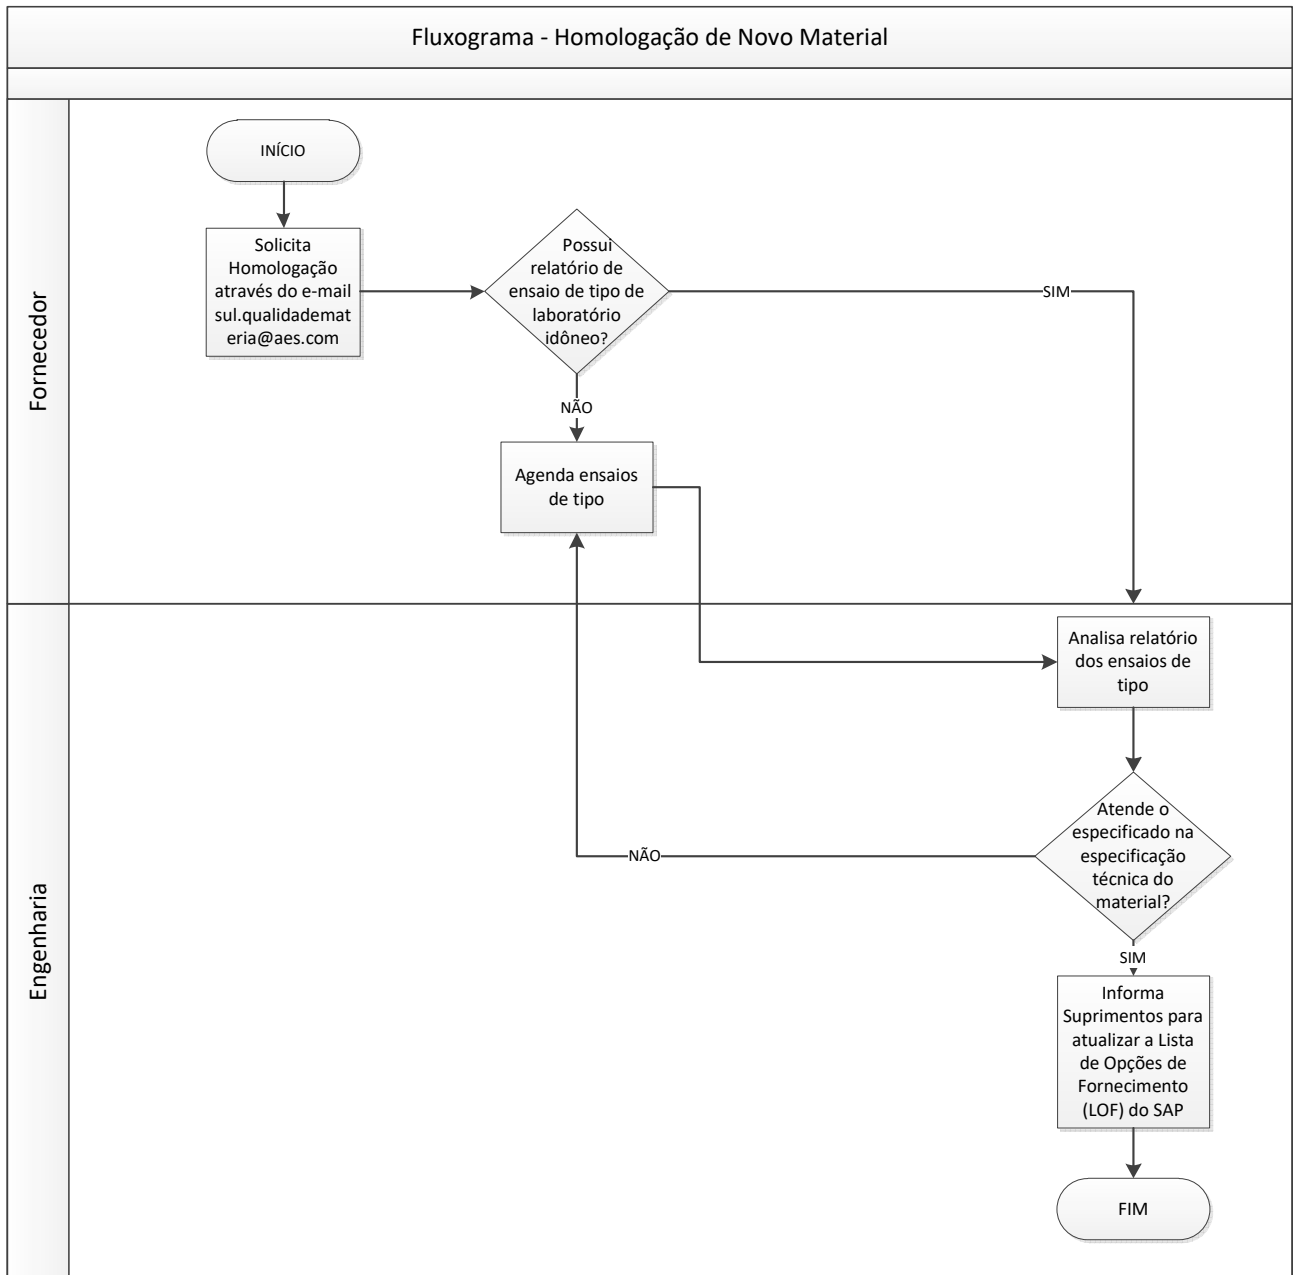 Fluxograma - Homologação de Novo Material
Fornecedor
INÍCIO
Solicita
Homologação
através do e-mail
sul.qualidademat
eria@aes.com
Possui
relatório de
ensaio de tipo de
laboratório
idôneo?
SIM
NÃO
Agenda ensaios
de tipo
Engenharia
Analisa relatório
dos ensaios de
tipo
Atende o
especificado na
especificação
técnica do
material?
NÃO
SIM
Informa
Suprimentos para
atualizar a Lista
de Opções de
Fornecimento
(LOF) do SAP
FIM